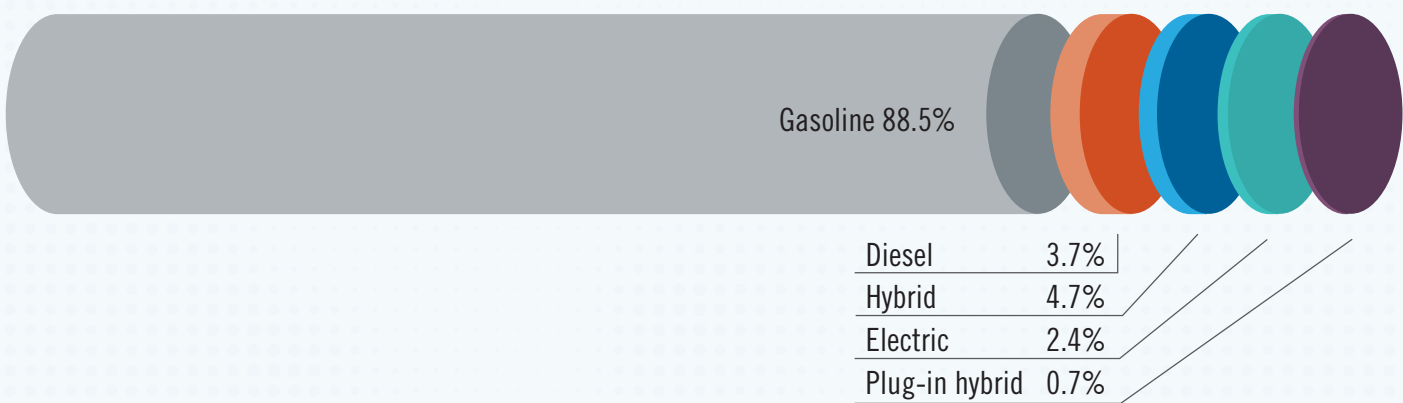 Gasoline 88.5%
Diesel 3.7%
Hybrid 4.7%
Electric 2.4%
Plug-in hybrid 0.7%